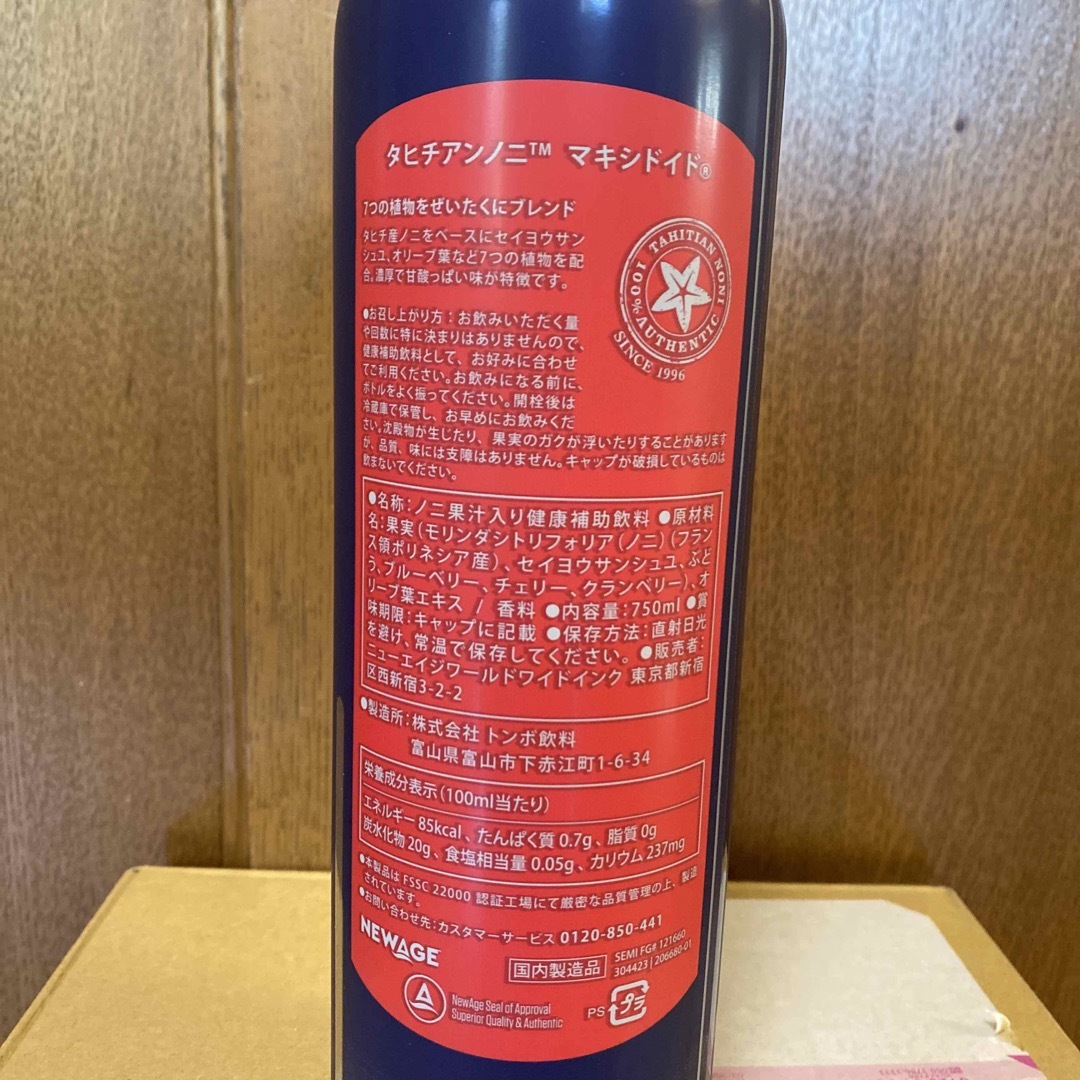 タヒチアンノニ™ マキシドイド®
7つの植物をぜいたくにブレンド
タヒチ産ノニをベースにセイヨウサン
シュユ、オリーブ葉など7つの植物を配
合。濃厚で甘酸っぱい味が特徴です。
100% AUTHENTIC TAHITIAN NONI
SINCE 1996
●お召し上がり方：お飲みいただく量
や回数に特に決まりはありませんので、
健康補助飲料として、お好みに合わせ
てご利用ください。お飲みになる前に、
ボトルをよく振ってください。開栓後は
冷蔵庫で保管し、お早めにお飲みくだ
さい。沈殿物が生じたり、果実のガクが浮いたりすることがあります
が、品質、味には支障はありません。キャップが破損しているものは
飲まないでください。
●名称：ノニ果汁入り健康補助飲料 ●原材料
名：果実（モリンダシトリフォリア（ノニ）（フラン
ス領ポリネシア産）、セイヨウサンシュユ、ぶど
う、ブルーベリー、チェリー、クランベリー）、オ
リーブ葉エキス / 香料 ●内容量：750ml ●賞
味期限：キャップに記載 ●保存方法：直射日光
を避け、常温で保存してください。 ●販売者：
ニューエイジワールドワイドインク 東京都新宿
区西新宿3-2-2
●製造所：株式会社 トンボ飲料
富山県富山市下赤江町1-6-34
栄養成分表示（100ml当たり）
エネルギー 85kcal、たんぱく質 0.7g、脂質 0g
炭水化物 20g、食塩相当量 0.05g、カリウム 237mg
●本製品は FSSC 22000 認証工場にて厳密な品質管理の上、製造
されています。
●お問い合わせ先：カスタマーサービス 0120-850-441
NEWAGE
国内製造品
SEMI FG# 121660
304423 | 206680-01
NewAge Seal of Approval
Superior Quality & Authentic
PS プラ